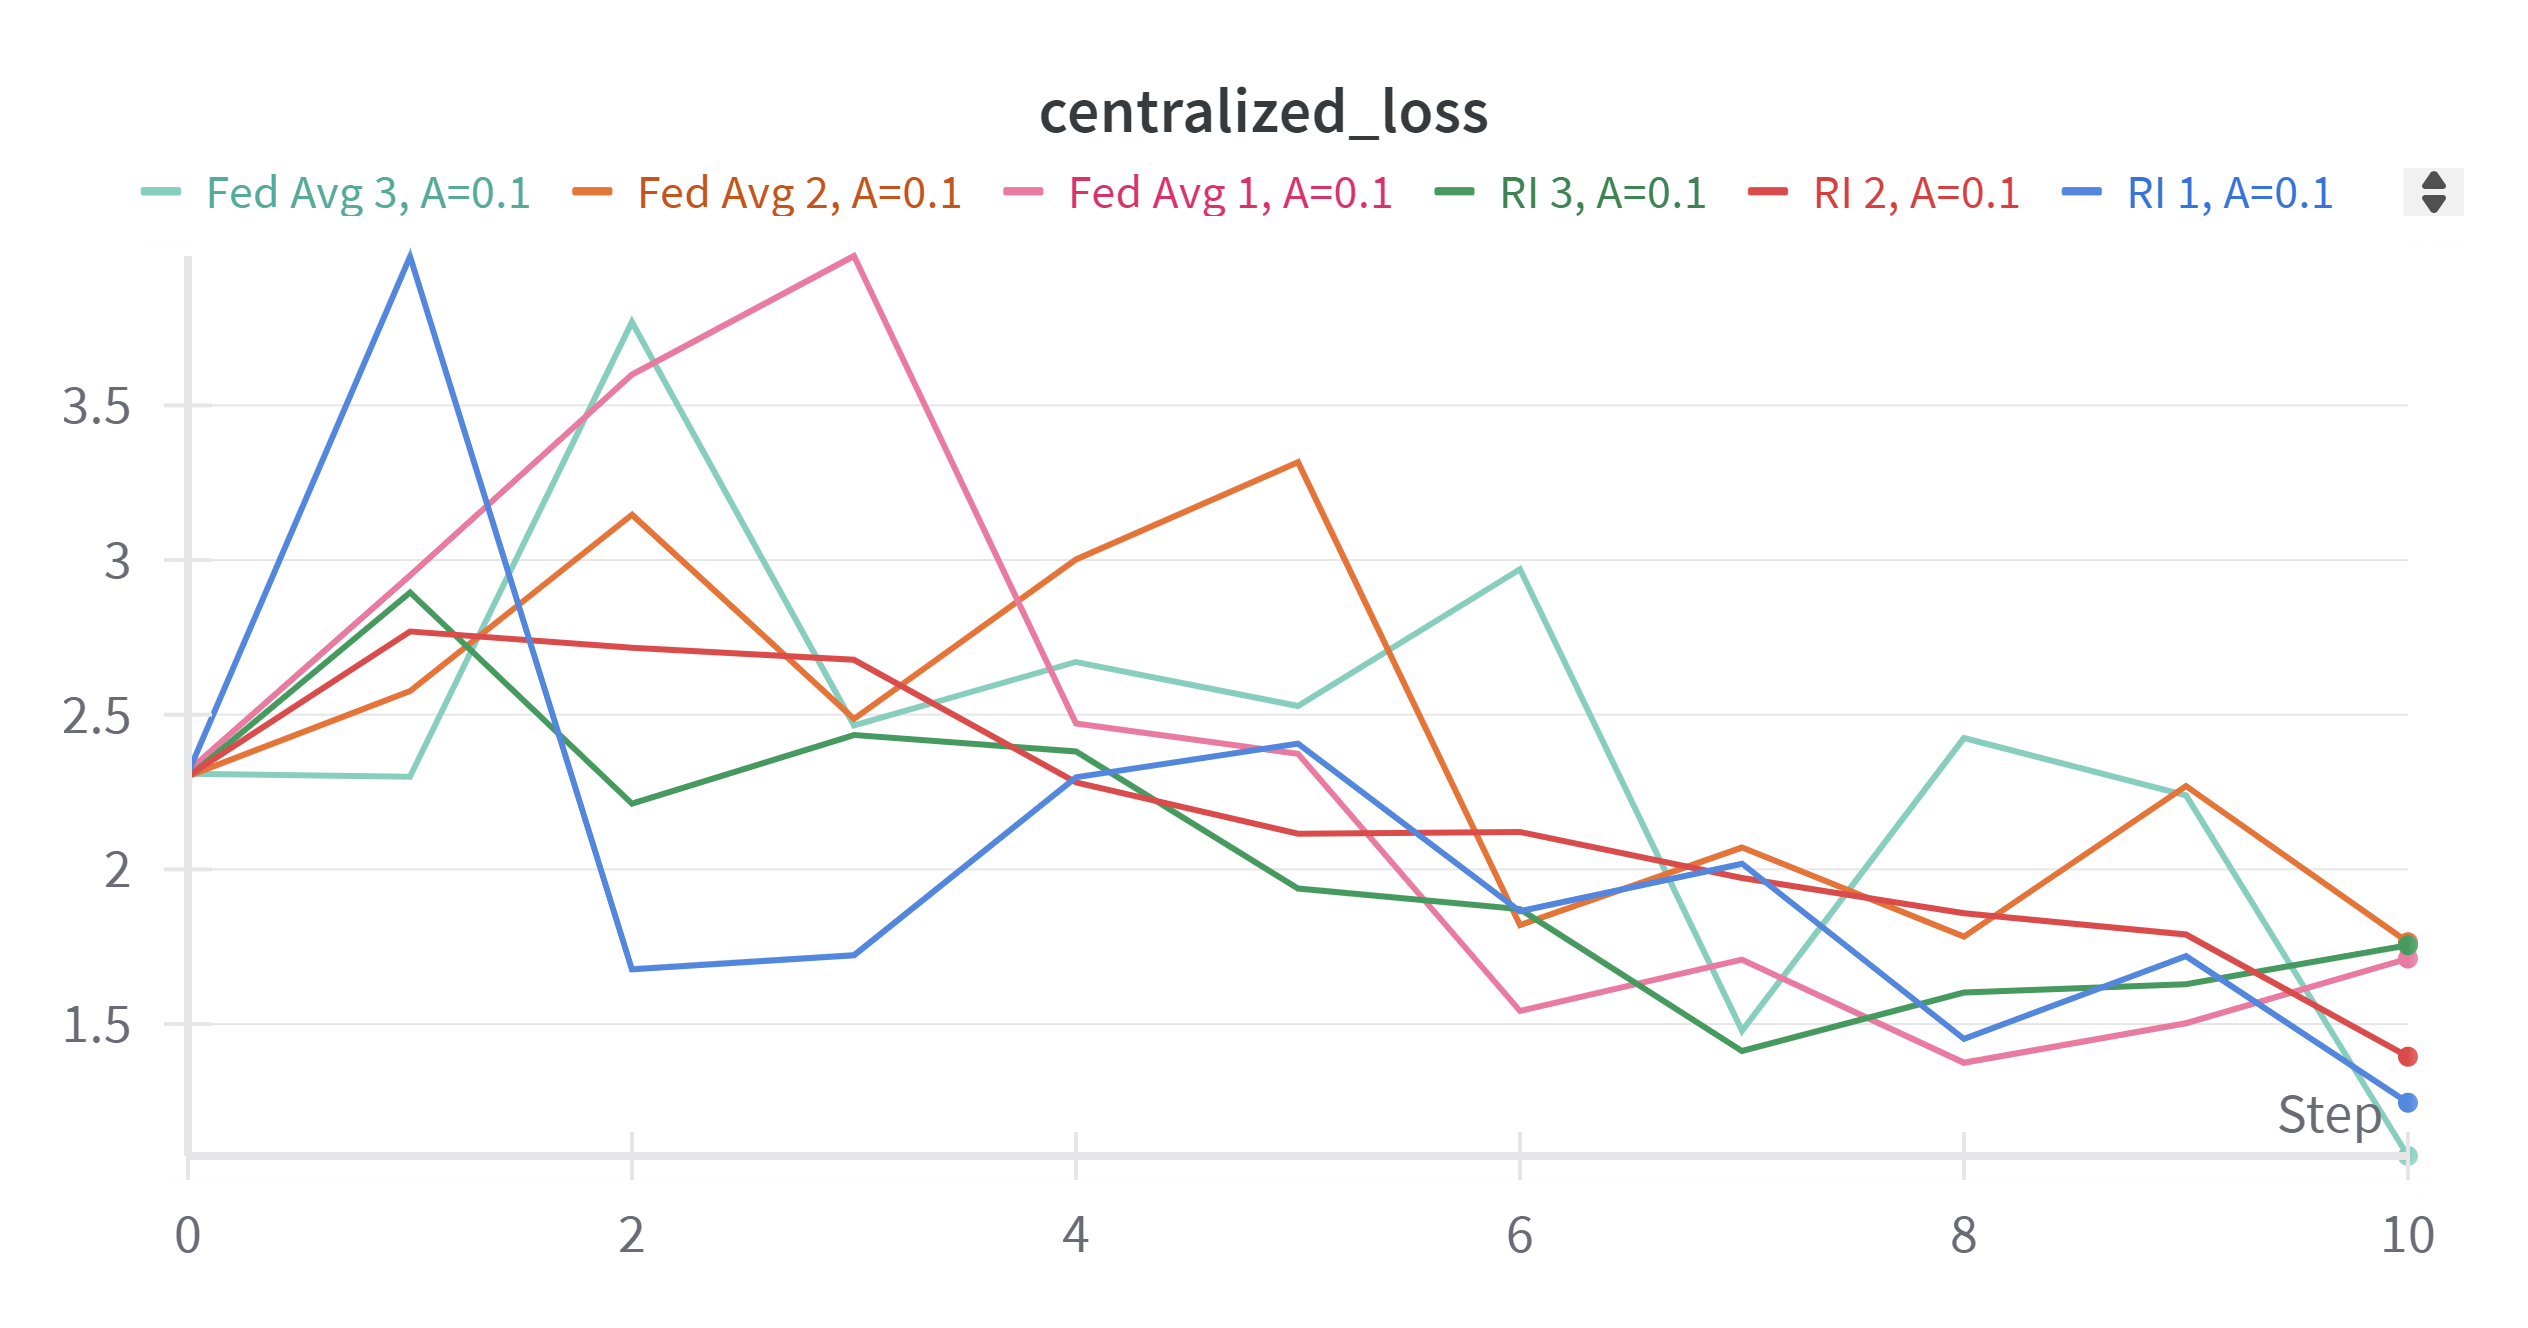 centralized_loss
Fed Avg 3, A=0.1 Fed Avg 2, A=0.1 Fed Avg 1, A=0.1 RI 3, A=0.1 RI 2, A=0.1 RI 1, A=0.1
3.5
3
2.5
2
1.5
Step
0 2 4 6 8 10